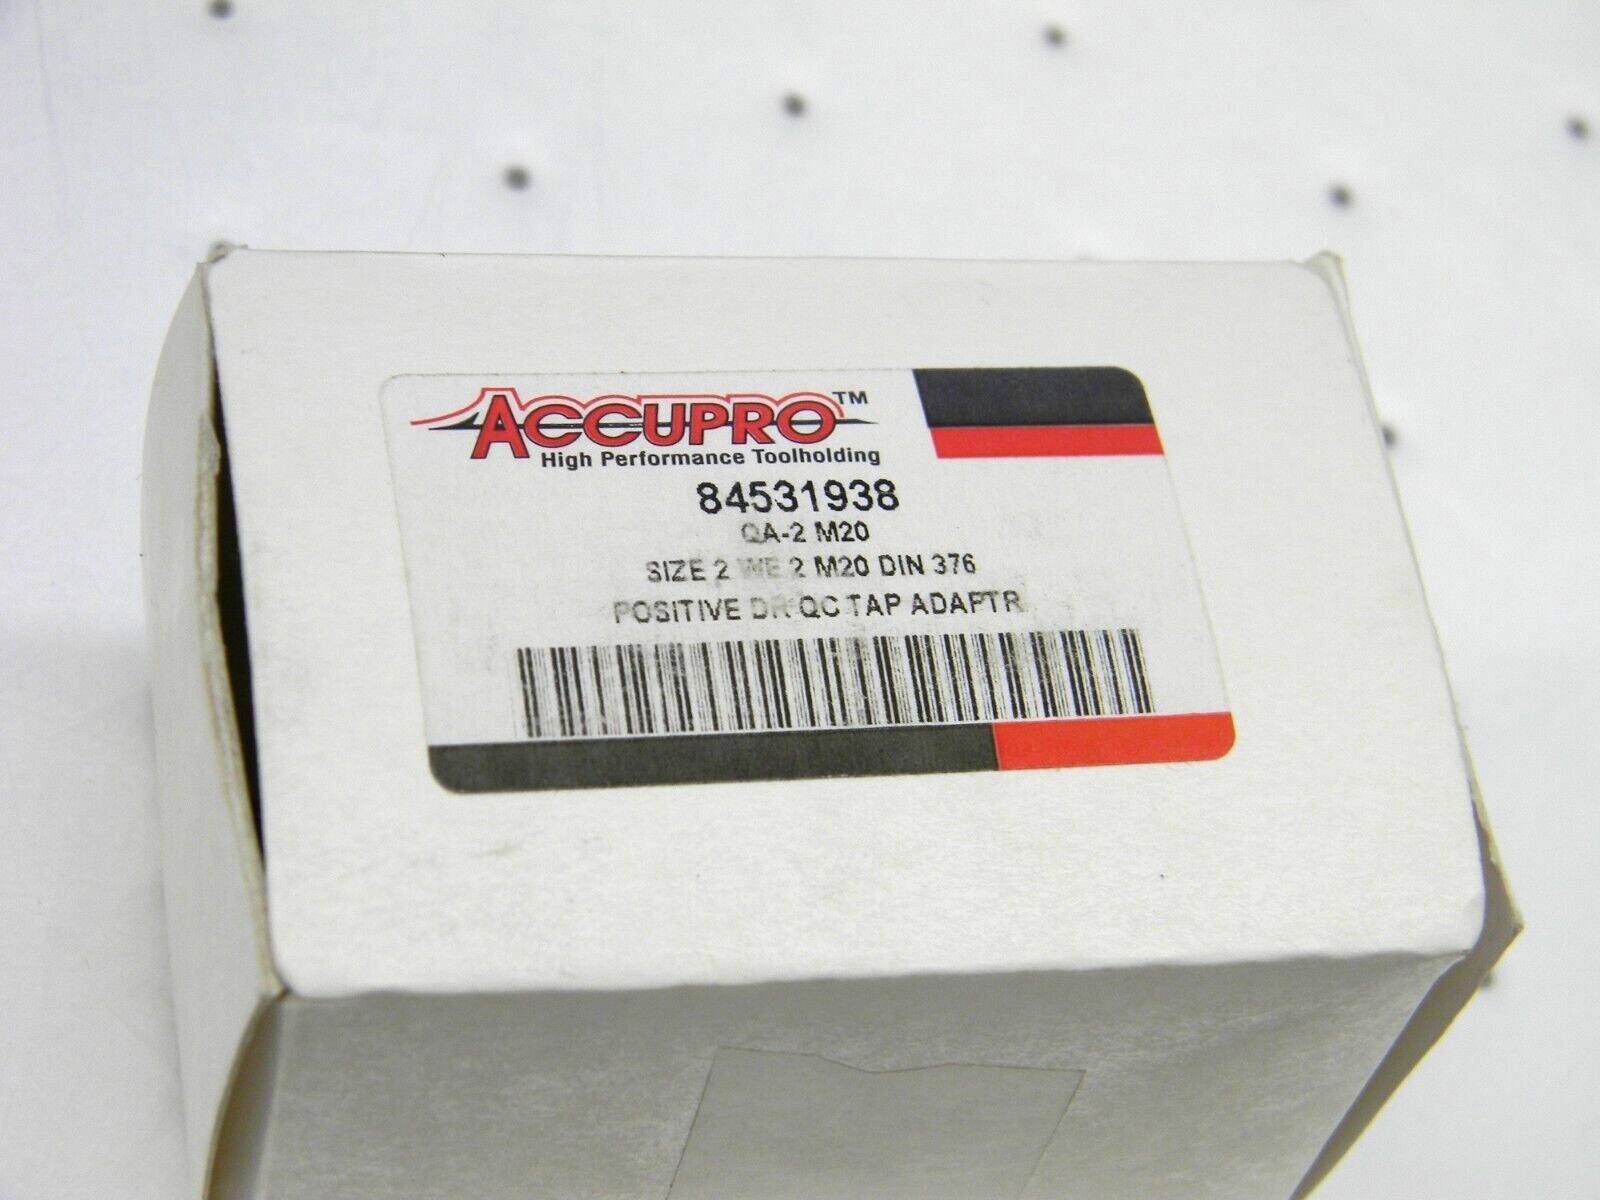 ACCUPRO™
High Performance Toolholding
84531938
QA-2 M20
SIZE 2 WE 2 M20 DIN 376
POSITIVE DR QC TAP ADAPTR